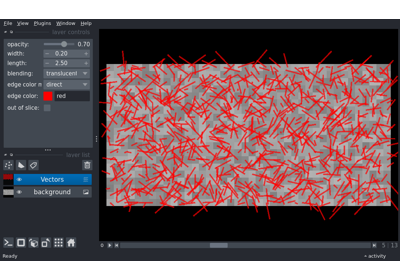 File View Plugins Window Help
layer controls
opacity: 0.70
width: 0.20
length: 2.50
blending: translucent
edge color m direct
edge color: red
out of slice:
layer list
Vectors
background
0 5 13
Ready activity